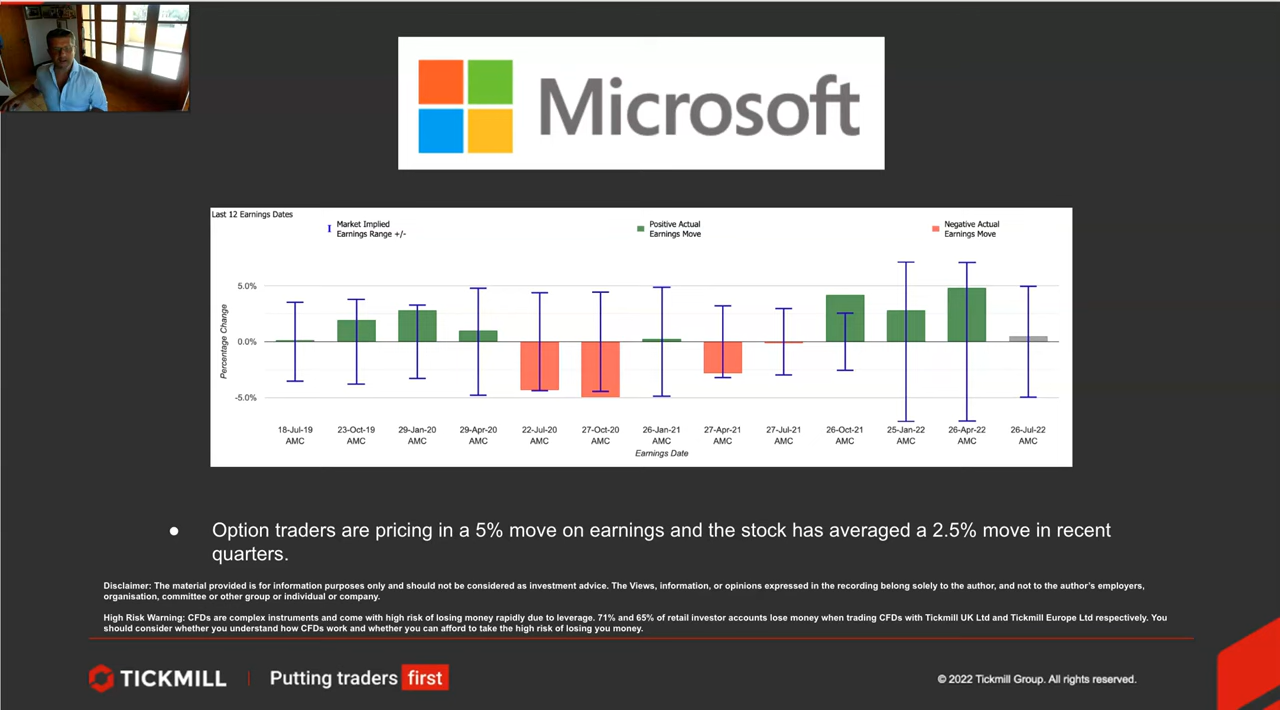 Microsoft
Last 12 Earnings Dates
Market Implied
Earnings Range +/-
Positive Actual
Earnings Move
Negative Actual
Earnings Move
Percentage Change
5.0%
0.0%
-5.0%
18-Jul-19 23-Oct-19 29-Jan-20 29-Apr-20 22-Jul-20 27-Oct-20 26-Jan-21 27-Apr-21 27-Jul-21 26-Oct-21 25-Jan-22 26-Apr-22 26-Jul-22
AMC AMC AMC AMC AMC AMC AMC AMC AMC AMC AMC AMC AMC
Earnings Date
● Option traders are pricing in a 5% move on earnings and the stock has averaged a 2.5% move in recent
quarters.
Disclaimer: The material provided is for information purposes only and should not be considered as investment advice. The Views, information, or opinions expressed in the recording belong solely to the author, and not to the author's employers,
organisation, committee or other group or individual or company.
High Risk Warning: CFDs are complex instruments and come with high risk of losing money rapidly due to leverage. 71% and 65% of retail investor accounts lose money when trading CFDs with Tickmill UK Ltd and Tickmill Europe Ltd respectively. You
should consider whether you understand how CFDs work and whether you can afford to take the high risk of losing you money.
TICKMILL | Putting traders first
© 2022 Tickmill Group. All rights reserved.